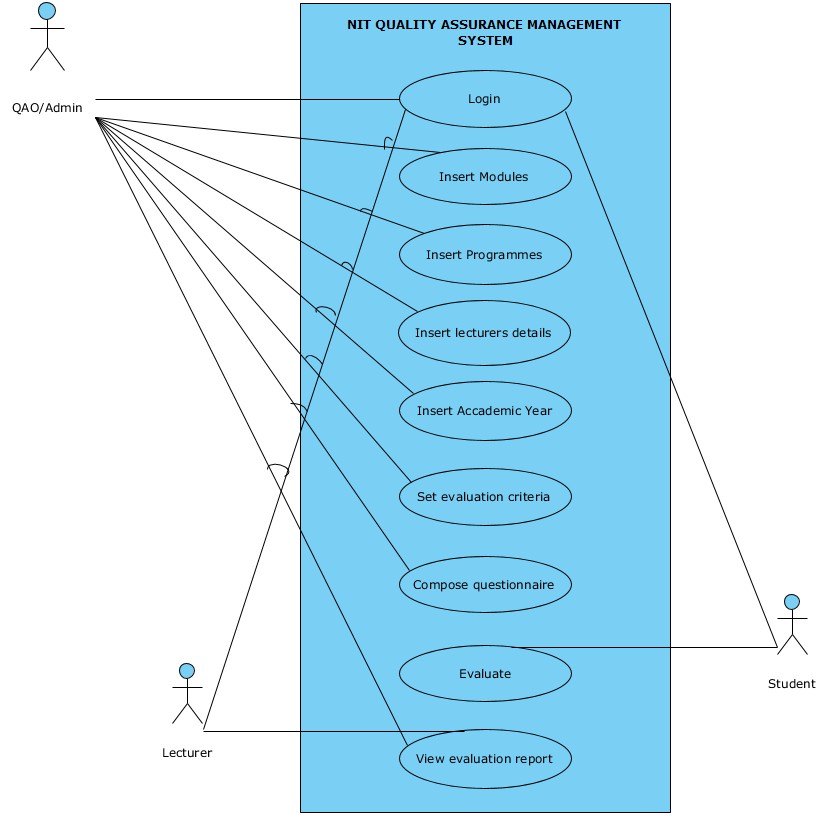 NIT QUALITY ASSURANCE MANAGEMENT
SYSTEM
QAO/Admin
Login
Insert Modules
Insert Programmes
Insert lecturers details
Insert Accademic Year
Set evaluation criteria
Compose questionnaire
Evaluate
Student
Lecturer
View evaluation report